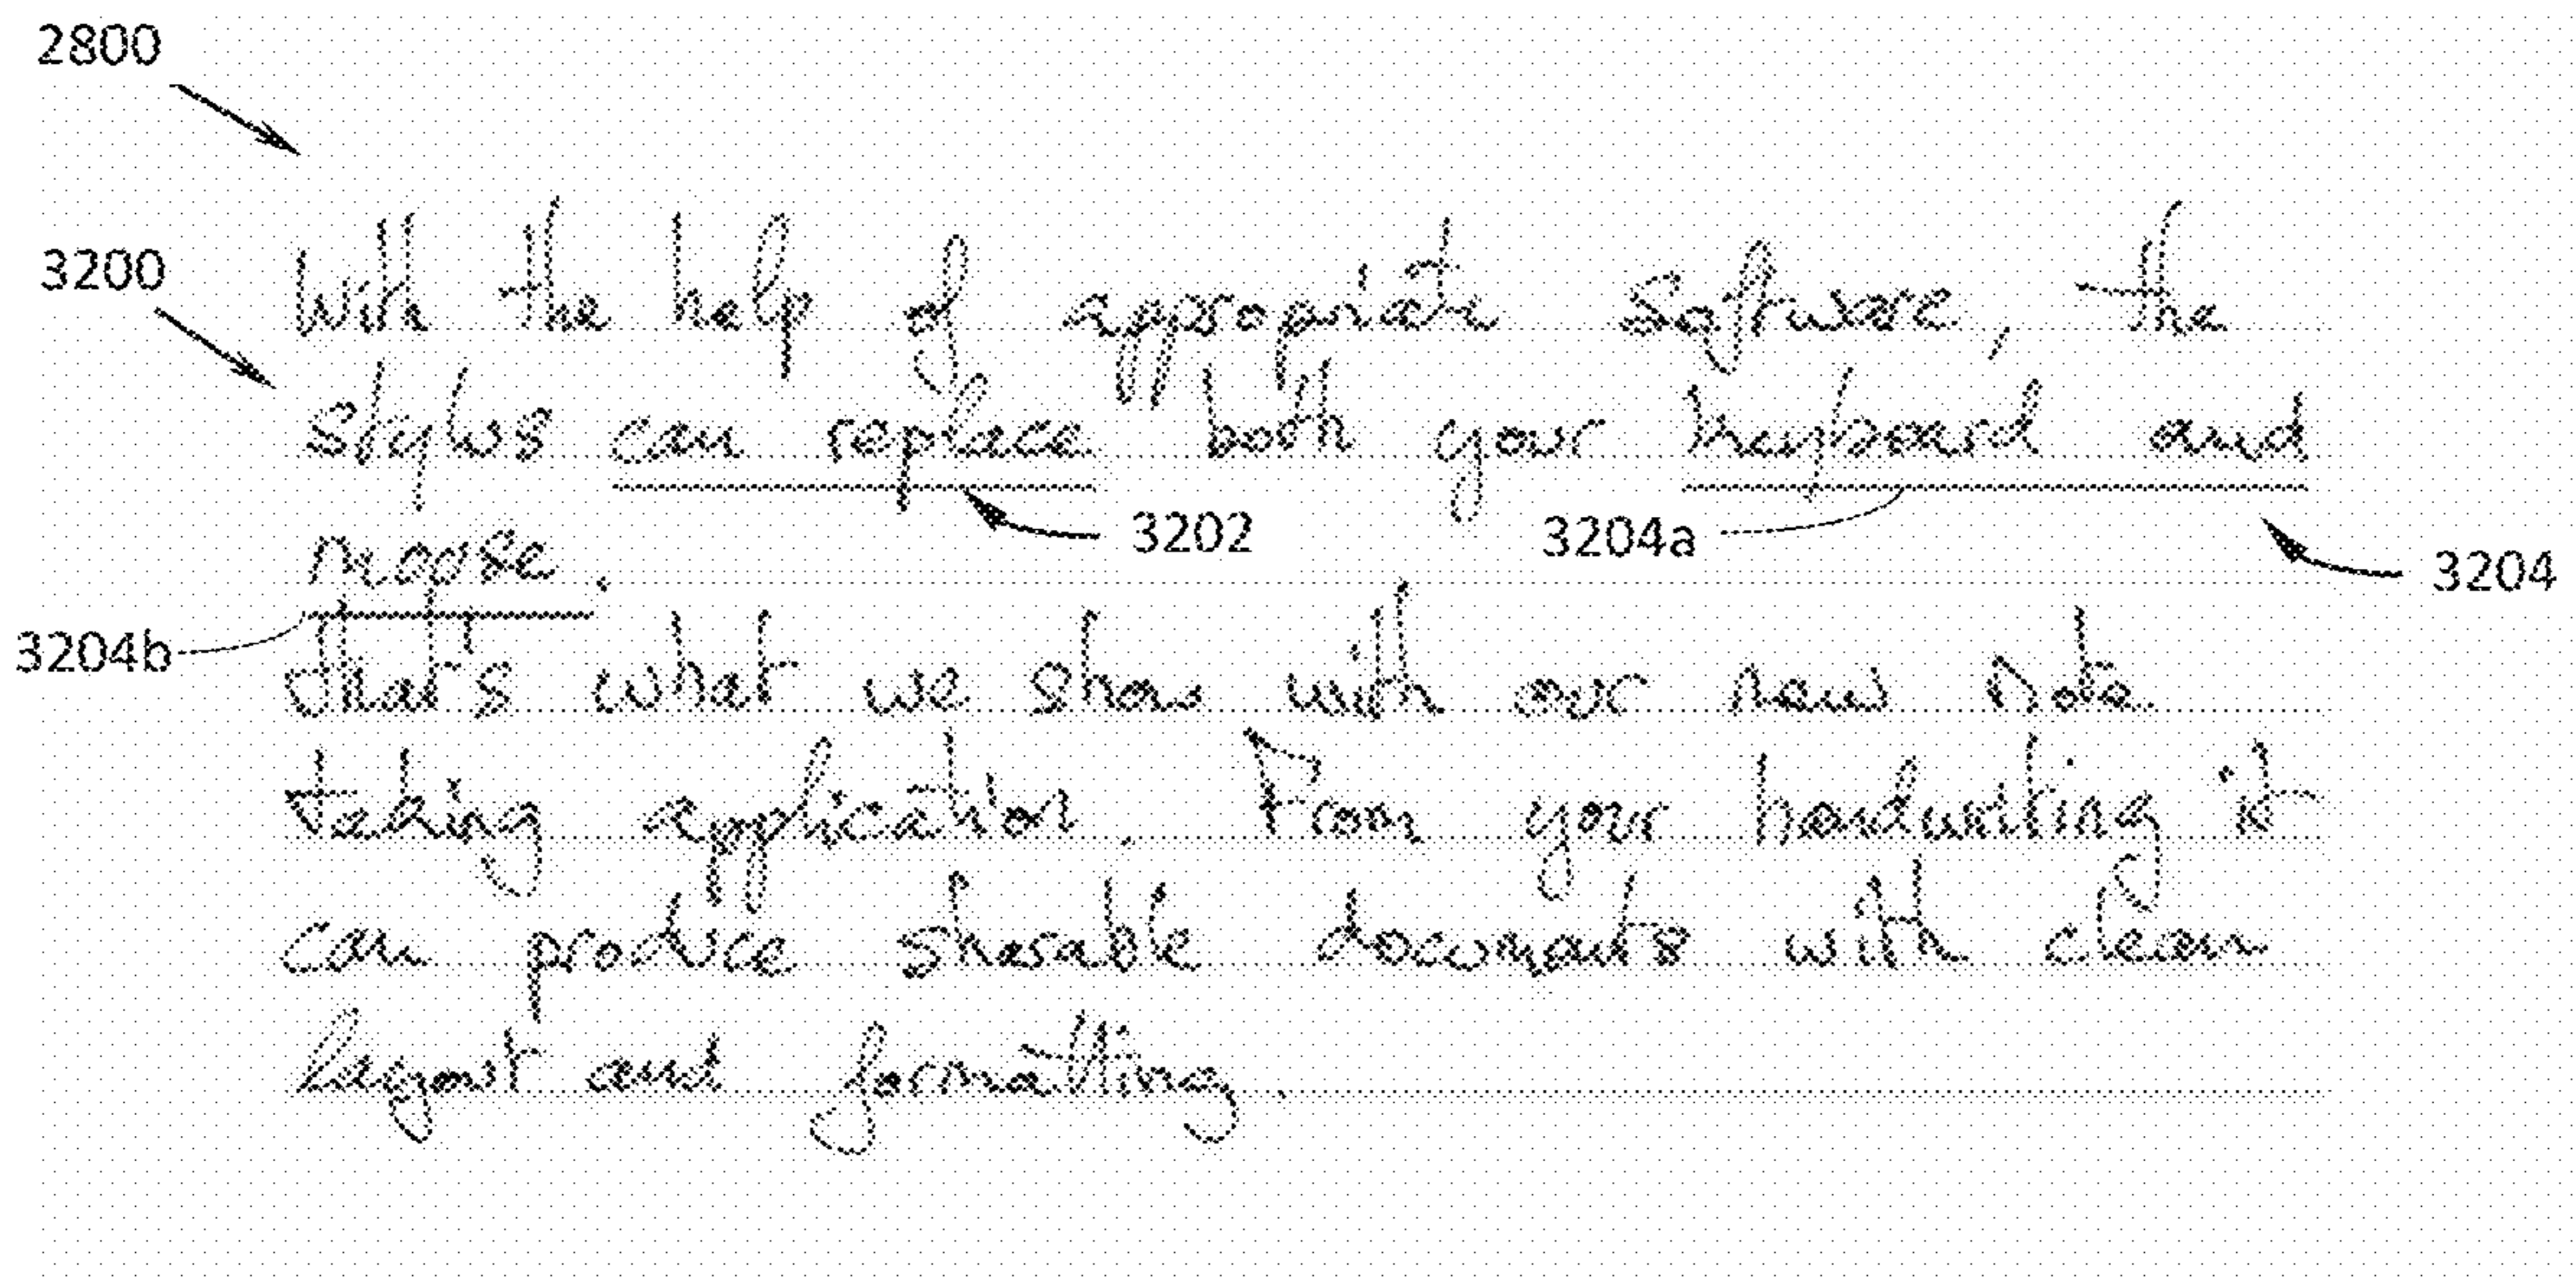 2800
3200
With the help of appropriate software, the
stylus can replace both your keyboard and
3202
3204a
3204
moose.
3204b
that's what we show with our new Note
taking application. From your handwriting it
can produce sharable documents with clean
layout and formatting.